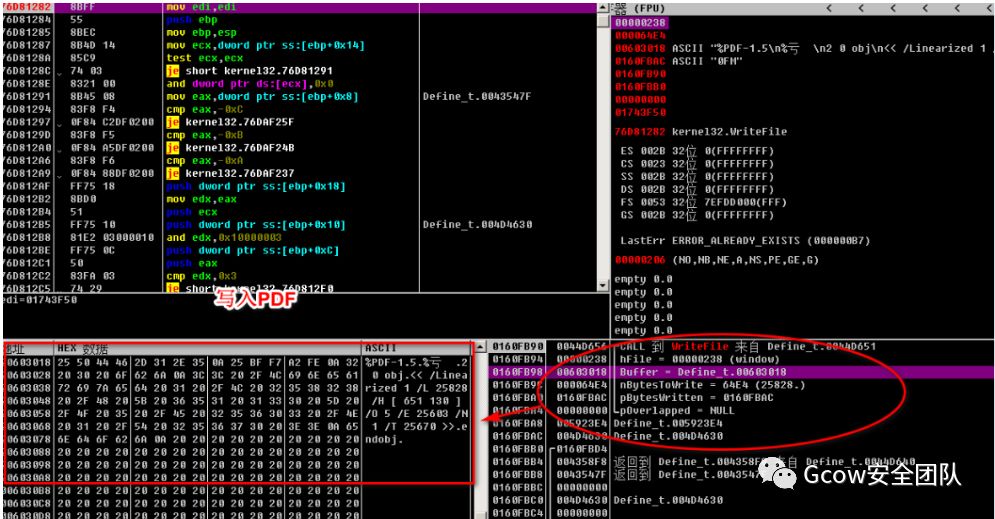 76D81282 8BFF mov edi,edi
76D81284 55 push ebp
76D81285 8BEC mov ebp,esp
76D81287 8B4D 14 mov ecx,dword ptr ss:[ebp+0x14]
76D8128A 85C9 test ecx,ecx
76D8128C 74 03 je short kernel32.76D81291
76D8128E 8321 00 and dword ptr ds:[ecx],0x0
76D81291 8B45 08 mov eax,dword ptr ss:[ebp+0x8] Define_t.0043547F
76D81294 83F8 F4 cmp eax,-0xC
76D81297 0F84 C2DF0200 je kernel32.76DAF25F
76D8129D 83F8 F5 cmp eax,-0xB
76D812A0 0F84 A5DF0200 je kernel32.76DAF24B
76D812A6 83F8 F6 cmp eax,-0xA
76D812A9 0F84 88DF0200 je kernel32.76DAF237
76D812AF FF75 18 push dword ptr ss:[ebp+0x18]
76D812B2 8BD0 mov edx,eax
76D812B4 51 push ecx
76D812B5 FF75 10 push dword ptr ss:[ebp+0x10] Define_t.004D4630
76D812B8 81E2 03000010 and edx,0x10000003
76D812BE FF75 0C push dword ptr ss:[ebp+0xC]
76D812C1 50 push eax
76D812C2 83FA 03 cmp edx,0x3
76D812C5 74 29 je short kernel32.76D812F0
写入PDF
edi=01743F50
器 (FPU) < < < < < <
00000238
000064E4
00603018 ASCII "%PDF-1.5\n%亏 \n2 0 obj\n<< /Linearized 1 /
0160FBAC ASCII "0FM"
0160FB90
0160FBB0
00000000
01743F50
76D81282 kernel32.WriteFile
ES 002B 32位 0(FFFFFFFF)
CS 0023 32位 0(FFFFFFFF)
SS 002B 32位 0(FFFFFFFF)
DS 002B 32位 0(FFFFFFFF)
FS 0053 32位 7EFDD000(FFF)
GS 002B 32位 0(FFFFFFFF)
LastErr ERROR_ALREADY_EXISTS (000000B7)
00000206 (NO,NB,NE,A,NS,PE,GE,G)
empty 0.0
empty 0.0
empty 0.0
empty 0.0
empty 0.0
地址 HEX 数据 ASCII
00603018 25 50 44 46 2D 31 2E 35 0A 25 BF F7 A2 FE 0A 32 %PDF-1.5.%亏 .2
00603028 20 30 20 6F 62 6A 0A 3C 3C 20 2F 4C 69 6E 65 61 0 obj.<< /Linea
00603038 72 69 7A 65 64 20 31 20 2F 4C 20 32 35 38 32 38 rized 1 /L 25828
00603048 20 2F 48 20 5B 20 36 35 31 20 31 33 30 20 5D 20 /H [ 651 130 ]
00603058 2F 4F 20 35 20 2F 45 20 32 35 36 30 33 20 2F 4E /O 5 /E 25603 /N
00603068 20 31 20 2F 54 20 32 35 36 37 30 20 3E 3E 0A 65 1 /T 25670 >>.e
00603078 6E 64 6F 62 6A 0A 20 20 20 20 20 20 20 20 20 20 ndobj.
00603088 20 20 20 20 20 20 20 20 20 20 20 20 20 20 20 20
00603098 20 20 20 20 20 20 20 20 20 20 20 20 20 20 20 20
006030A8 20 20 20 20 20 20 20 20 20 20 20 20 20 20 20 20
006030B8 20 20 20 20 20 20 20 20 20 20 20 20 20 20 20 20
006030C8 20 20 20 20 20 20 20 20 20 20 20 20 20 20 20 20
006030D8 20 20 20 20 20 20 20 20 20 20 20 20 20 20 20 20
0160FB90 0044D656 CALL 到 WriteFile 来自 Define_t.0044D651
0160FB94 00000238 hFile = 00000238 (window)
0160FB98 00603018 Buffer = Define_t.00603018
0160FB9C 000064E4 nBytesToWrite = 64E4 (25828.)
0160FBA0 0160FBAC pBytesWritten = 0160FBAC
0160FBA4 00000000 pOverlapped = NULL
0160FBA8 005923E4 Define_t.005923E4
0160FBAC 004D4630 Define_t.004D4630
0160FBB0 0160FBD4
0160FBB4 004358F8 返回到 Define_t.004358F8 来自 Define_t.0044D640
0160FBB8 0043547F 返回到 Define_t.0043547
0160FBBC 00000000
0160FBC0 004D4630 Define_t.004D4630
0160FBC4 00000000
Gcow安全团队